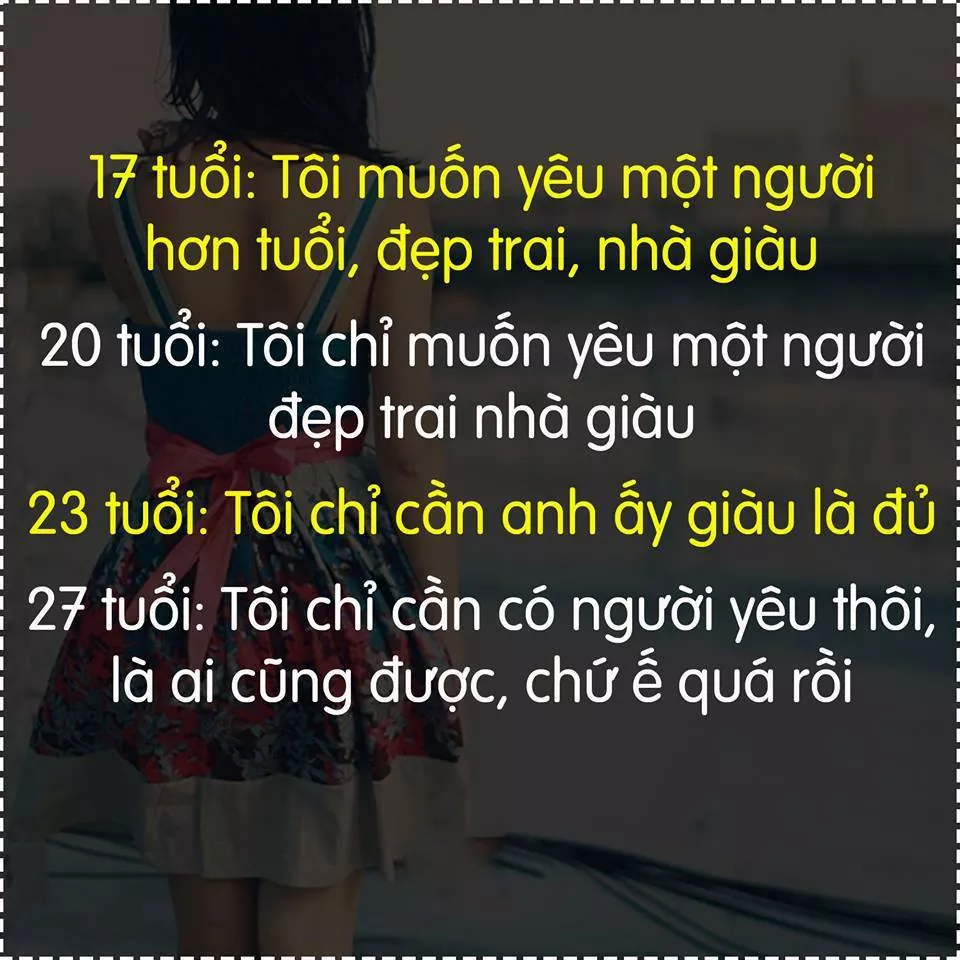 17 tuổi: Tôi muốn yêu một người
hơn tuổi, đẹp trai, nhà giàu
20 tuổi: Tôi chỉ muốn yêu một người
đẹp trai nhà giàu
23 tuổi: Tôi chỉ cần anh ấy giàu là đủ
27 tuổi: Tôi chỉ cần có người yêu thôi,
là ai cũng được, chứ ế quá rồi